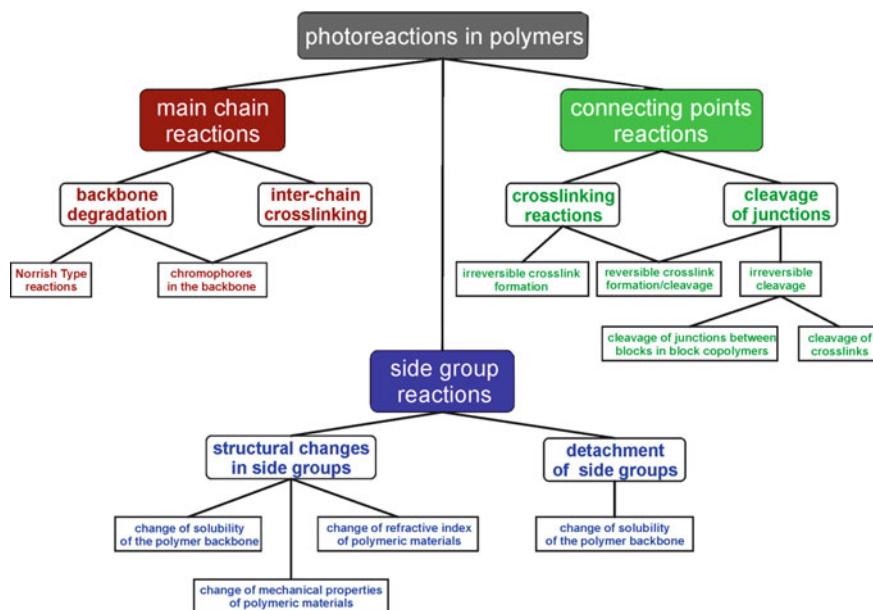 photoreactions in polymers
main chain
reactions
connecting points
reactions
backbone
degradation
inter-chain
crosslinking
crosslinking
reactions
cleavage
of junctions
Norrish Type
reactions
chromophores
in the backbone
irreversible crosslink
formation
reversible crosslink
formation/cleavage
irreversible
cleavage
cleavage of junctions between
blocks in block copolymers
cleavage of
crosslinks
side group
reactions
structural changes
in side groups
detachment
of side groups
change of solubility
of the polymer backbone
change of refractive index
of polymeric materials
change of solubility
of the polymer backbone
change of mechanical properties
of polymeric materials